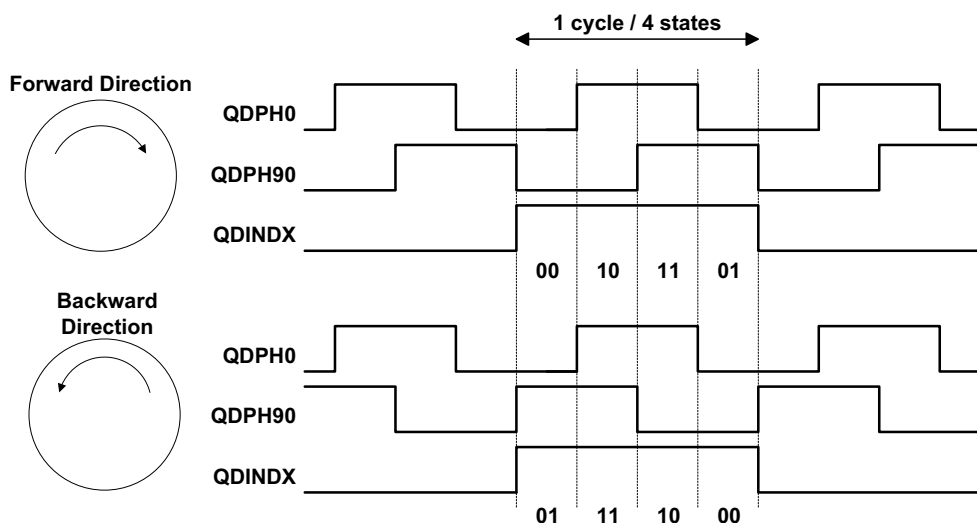 1 cycle / 4 states
Forward Direction
QDPH0
QDPH90
QDINDX
00 10 11 01
Backward
Direction
QDPH0
QDPH90
QDINDX
01 11 10 00